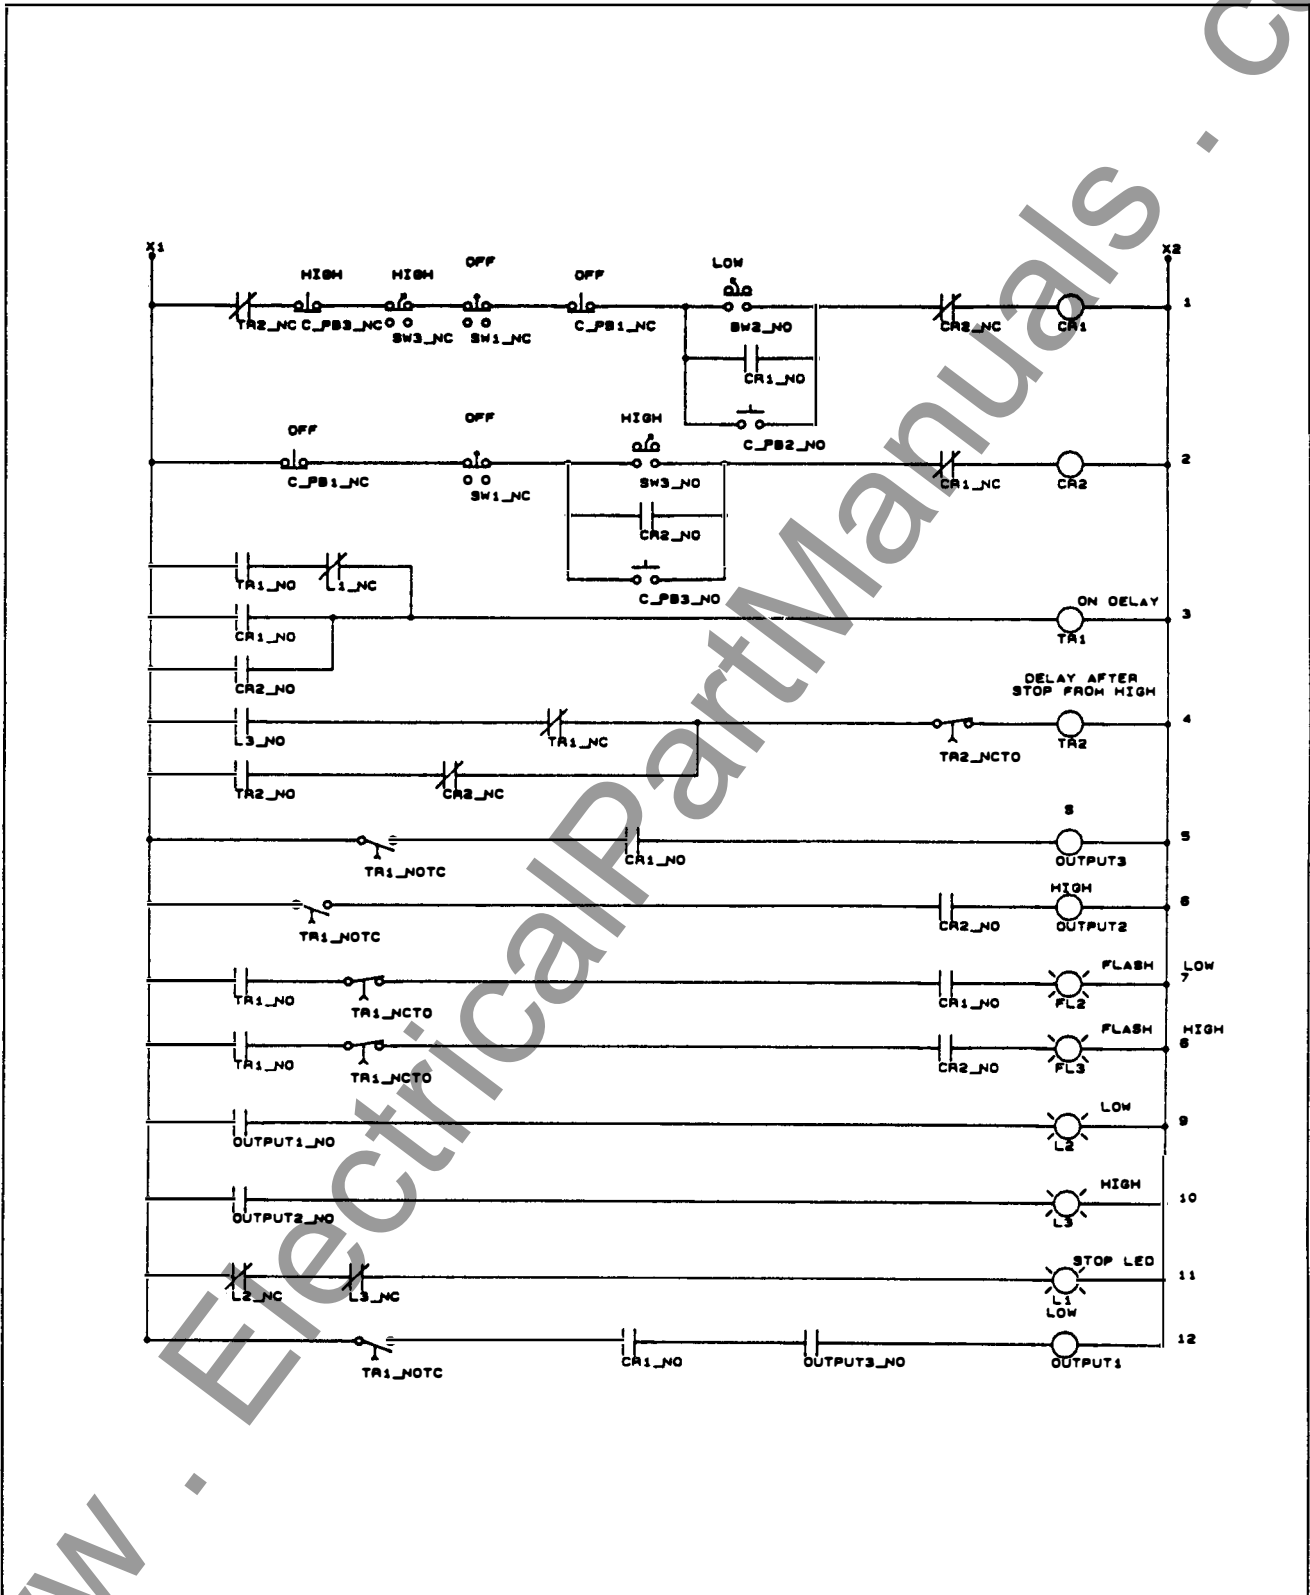 X1
X2
HIGH HIGH OFF OFF LOW
1
TR2_NC C_PB3_NC SW3_NC SW1_NC C_PB1_NC SW2_NO CR2_NC CR1
CR1_NO
C_PB2_NO
OFF OFF HIGH
2
C_PB1_NC SW1_NC SW3_NO CR1_NC CR2
CR2_NO
C_PB3_NO
TR1_NO L1_NC
ON DELAY
3
CR1_NO TR1
CR2_NO
DELAY AFTER
STOP FROM HIGH
4
L3_NO TR1_NC TR2_NCTO TR2
TR2_NO CR2_NC
S
5
TR1_NOTC CR1_NO OUTPUT3
HIGH
6
TR1_NOTC CR2_NO OUTPUT2
FLASH LOW
7
TR1_NO TR1_NCTO CR1_NO FL2
FLASH HIGH
8
TR1_NO TR1_NCTO CR2_NO FL3
LOW
9
OUTPUT1_NO L2
HIGH
10
OUTPUT2_NO L3
STOP LED
11
L2_NC L3_NC L1
LOW
12
TR1_NOTC CR1_NO OUTPUT3_NO OUTPUT1
w . ElectricalPartManuals . co